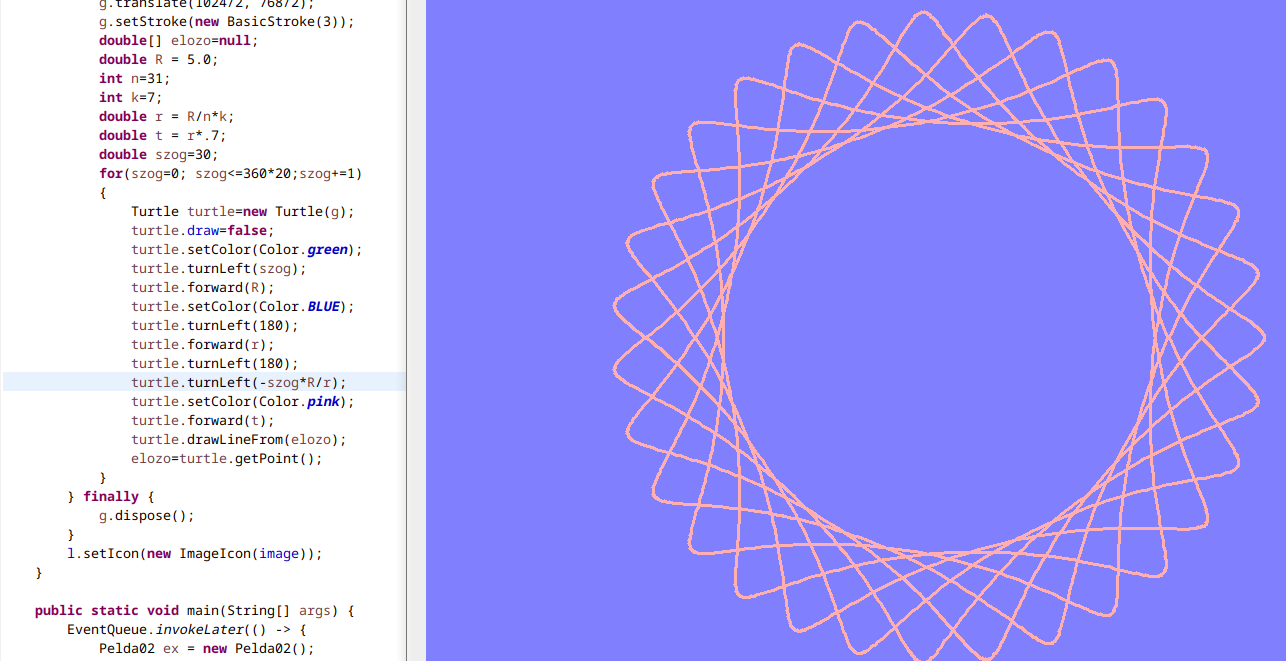 g.translate(1024/2, 768/2);
g.setStroke(new BasicStroke(3));
double[] elozo=null;
double R = 5.0;
int n=31;
int k=7;
double r = R/n*k;
double t = r*.7;
double szog=30;
for(szog=0; szog<=360*20;szog+=1)
{
Turtle turtle=new Turtle(g);
turtle.draw=false;
turtle.setColor(Color.green);
turtle.turnLeft(szog);
turtle.forward(R);
turtle.setColor(Color.BLUE);
turtle.turnLeft(180);
turtle.forward(r);
turtle.turnLeft(180);
turtle.turnLeft(-szog*R/r);
turtle.setColor(Color.pink);
turtle.forward(t);
turtle.drawLineFrom(elozo);
elozo=turtle.getPoint();
}
} finally {
g.dispose();
}
l.setIcon(new ImageIcon(image));
}
public static void main(String[] args) {
EventQueue.invokeLater(() -> {
Pelda02 ex = new Pelda02();